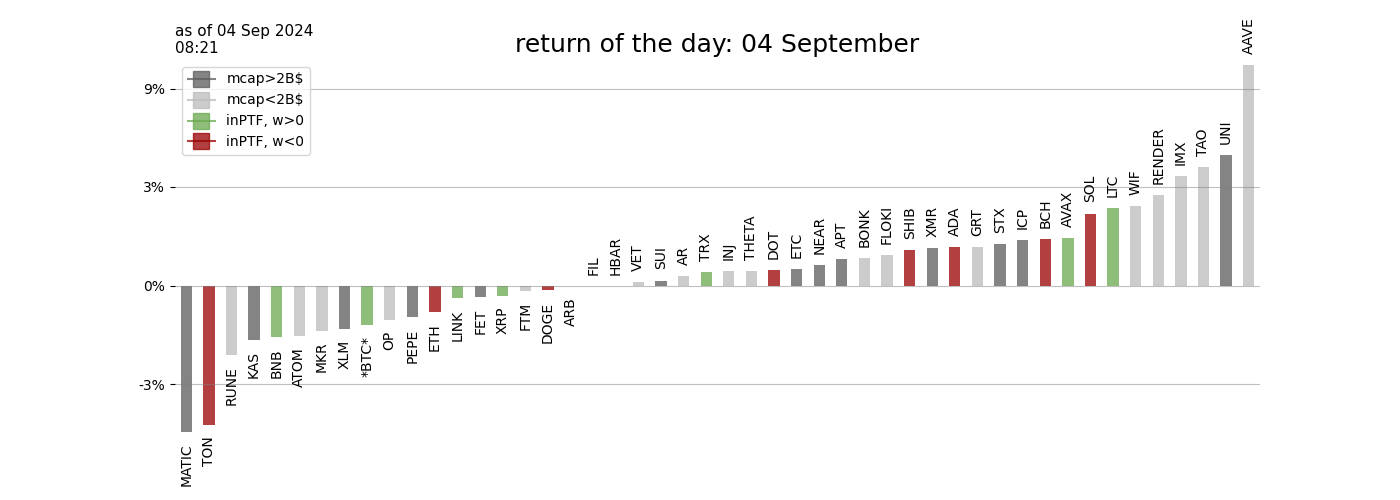 as of 04 Sep 2024
08:21
return of the day: 04 September
mcap>2B$
mcap<2B$
inPTF, w>0
inPTF, w<0
9%
3%
0%
-3%
MATIC
TON
RUNE
KAS
BNB
ATOM
MKR
XLM
*BTC*
OP
PEPE
ETH
LINK
FET
XRP
FTM
DOGE
ARB
FIL
HBAR
VET
SUI
AR
TRX
INJ
THETA
DOT
ETC
NEAR
APT
BONK
FLOKI
SHIB
XMR
ADA
GRT
STX
ICP
BCH
AVAX
SOL
LTC
WIF
RENDER
IMX
TAO
UNI
AAVE